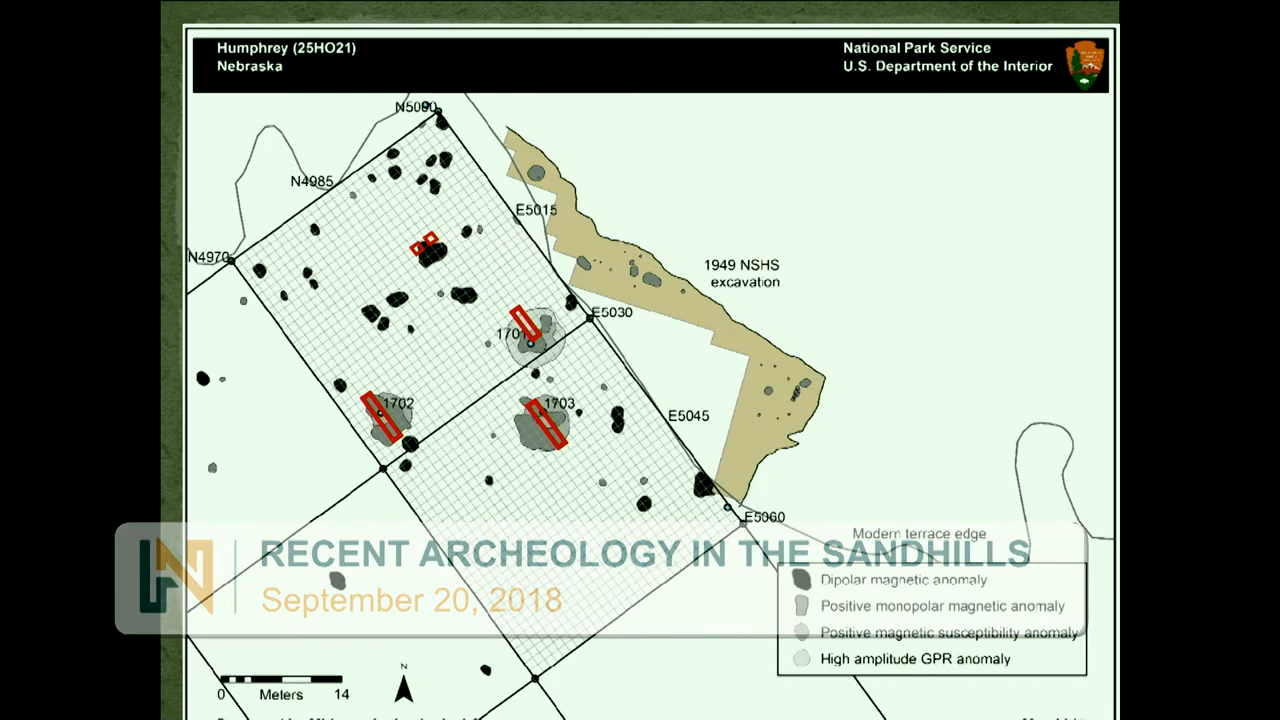 Humphrey (25HO21)
Nebraska
National Park Service
U.S. Department of the Interior
N5000
N4985
E5015
N4970
1949 NSHS
excavation
E5030
1701
1702
1703
E5045
E5060
Modern terrace edge
RECENT ARCHEOLOGY IN THE SANDHILLS
September 20, 2018
Dipolar magnetic anomaly
Positive monopolar magnetic anomaly
Positive magnetic susceptibility anomaly
High amplitude GPR anomaly
N
0 Meters 14